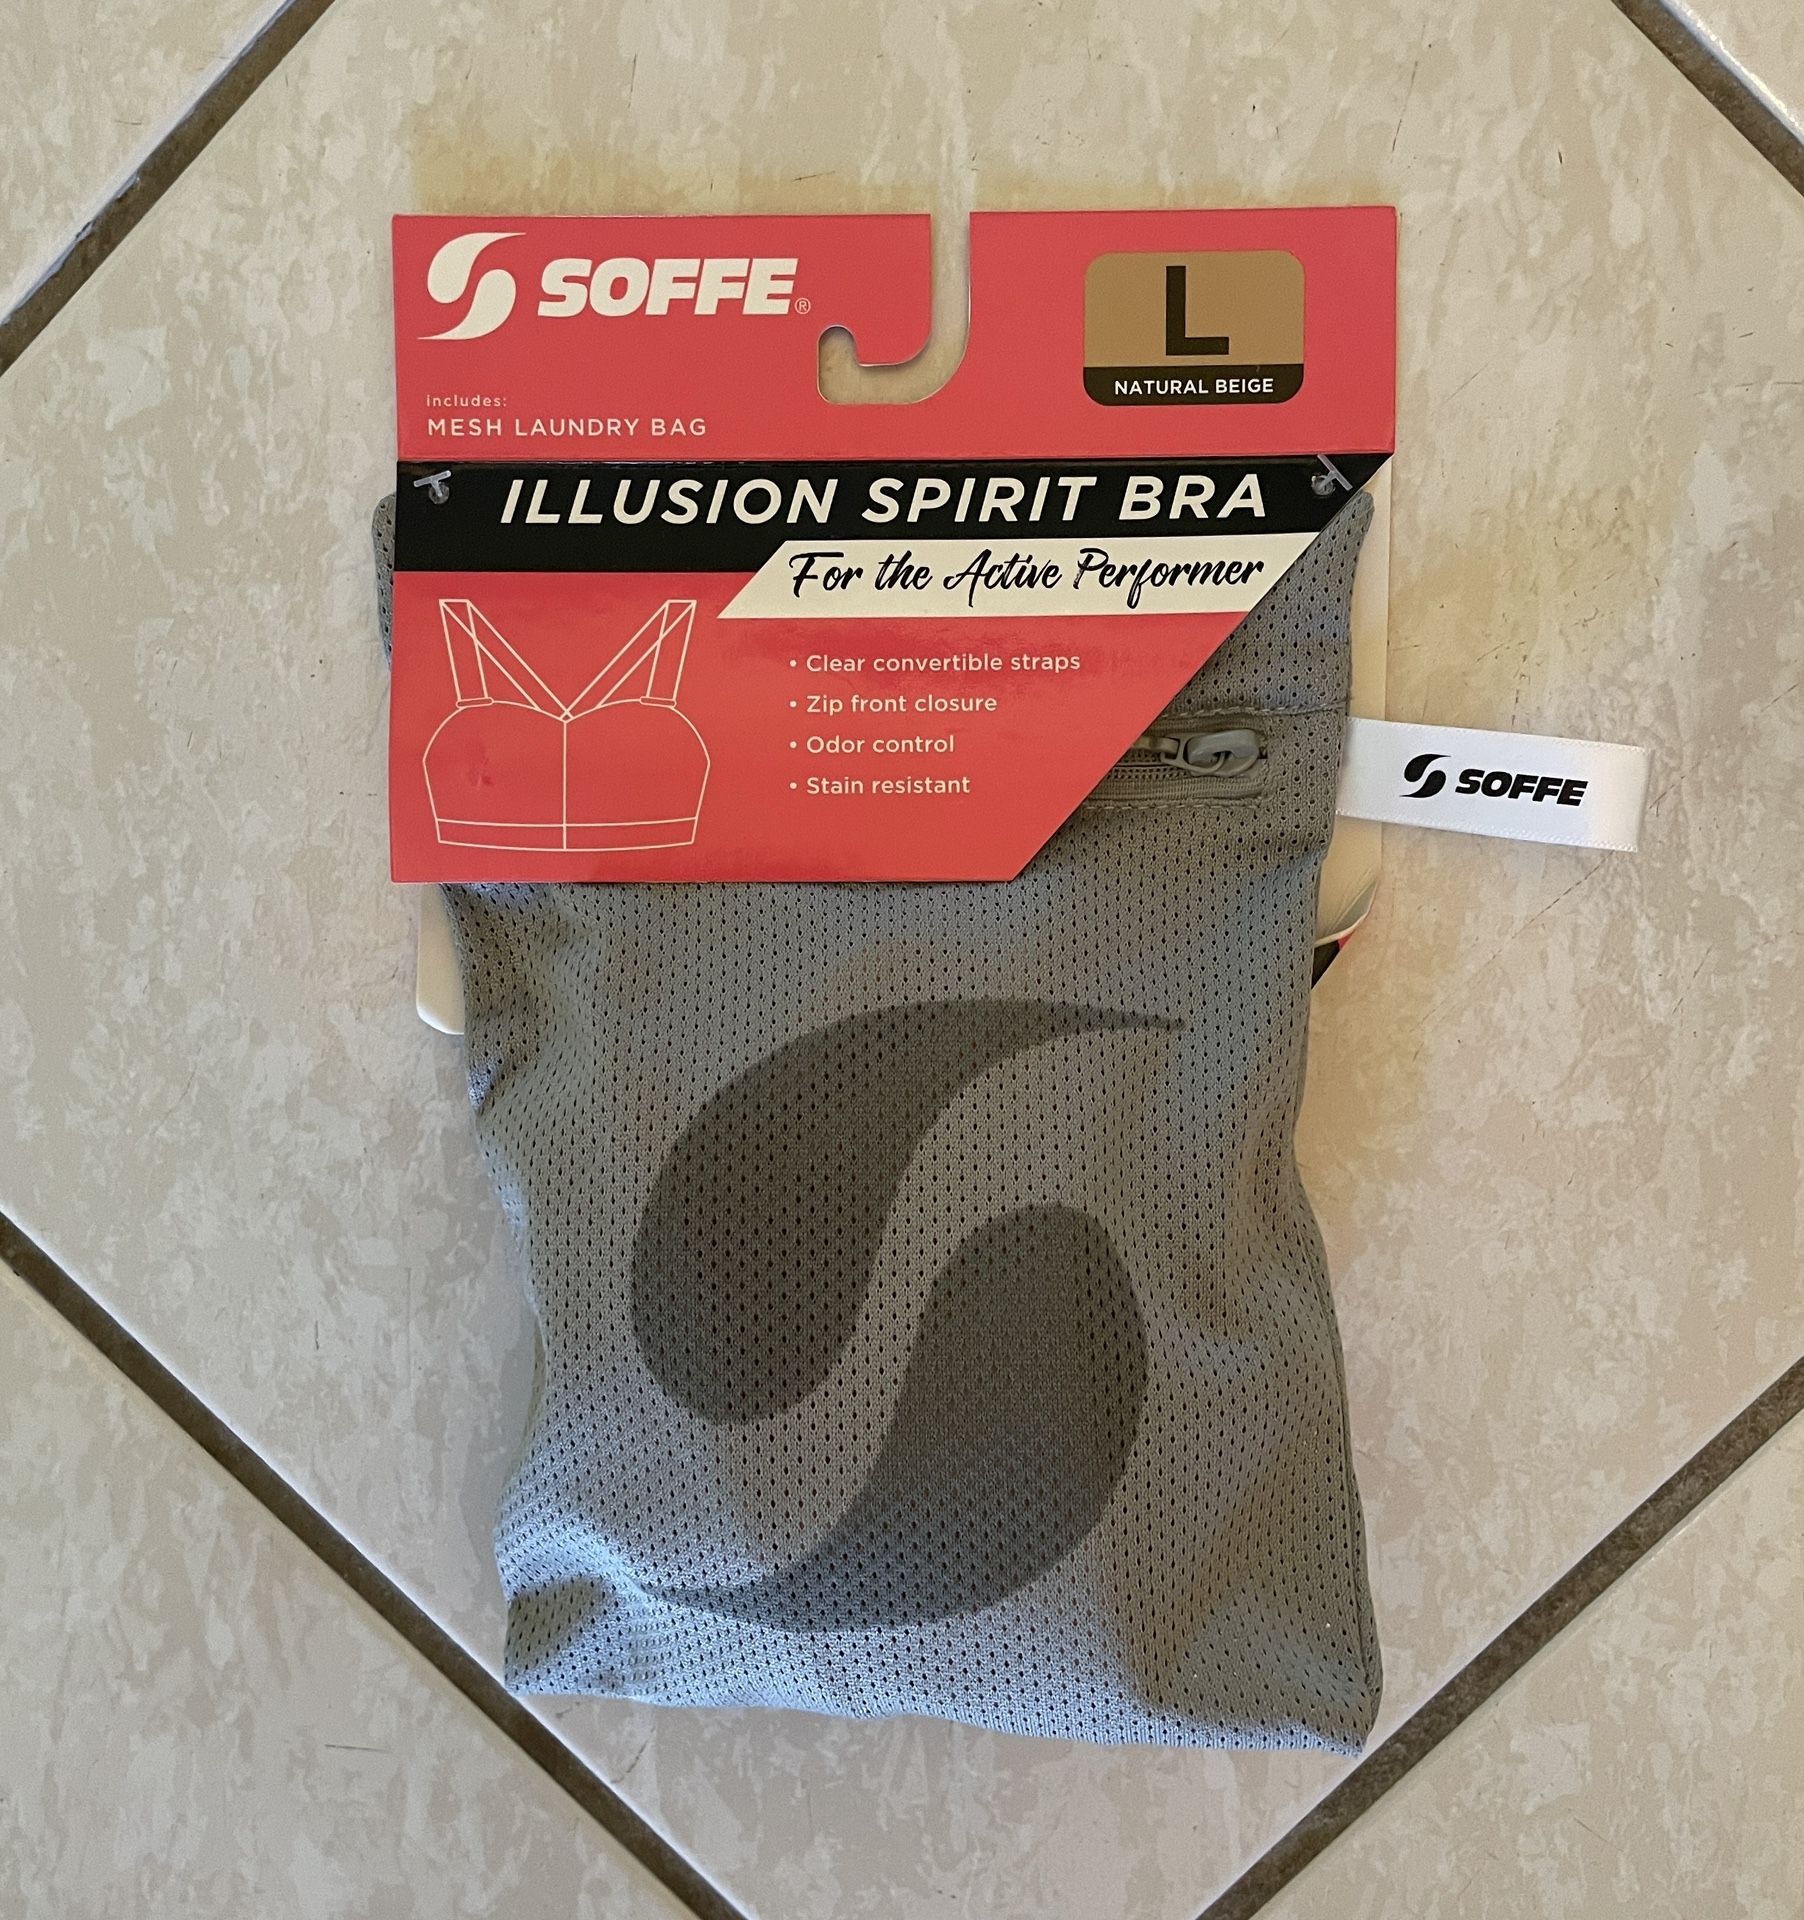 SOFFE®
L
NATURAL BEIGE
includes:
MESH LAUNDRY BAG
ILLUSION SPIRIT BRA
For the Active Performer
• Clear convertible straps
• Zip front closure
• Odor control
• Stain resistant
SOFFE